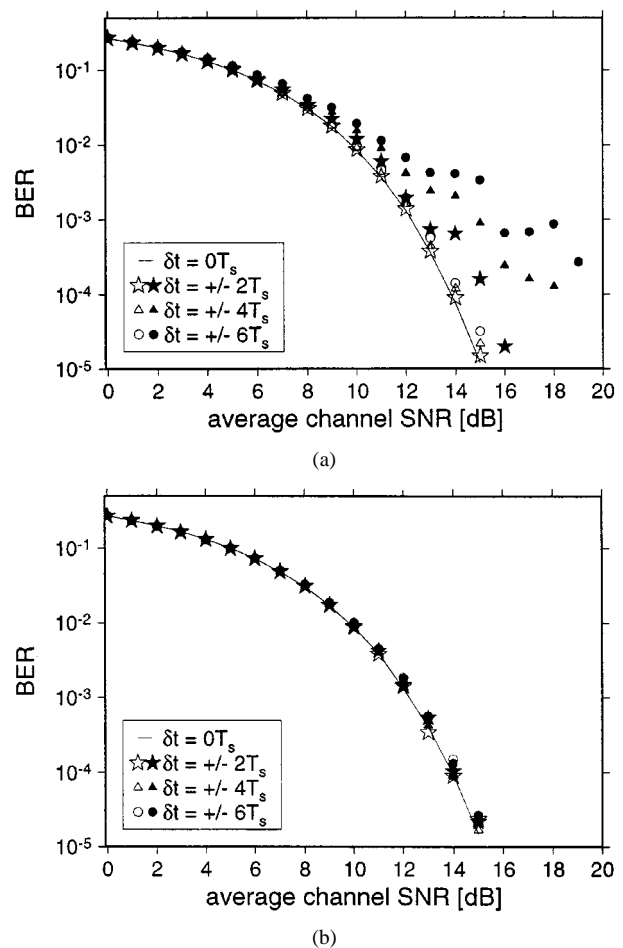 10⁻¹
10⁻²
10⁻³
10⁻⁴
10⁻⁵
BER
— δt = 0Tₛ
☆★ δt = +/- 2Tₛ
△▲ δt = +/- 4Tₛ
○● δt = +/- 6Tₛ
0 2 4 6 8 10 12 14 16 18 20
average channel SNR [dB]
(a)
10⁻¹
10⁻²
10⁻³
10⁻⁴
10⁻⁵
BER
— δt = 0Tₛ
☆★ δt = +/- 2Tₛ
△▲ δt = +/- 4Tₛ
○● δt = +/- 6Tₛ
0 2 4 6 8 10 12 14 16 18 20
average channel SNR [dB]
(b)